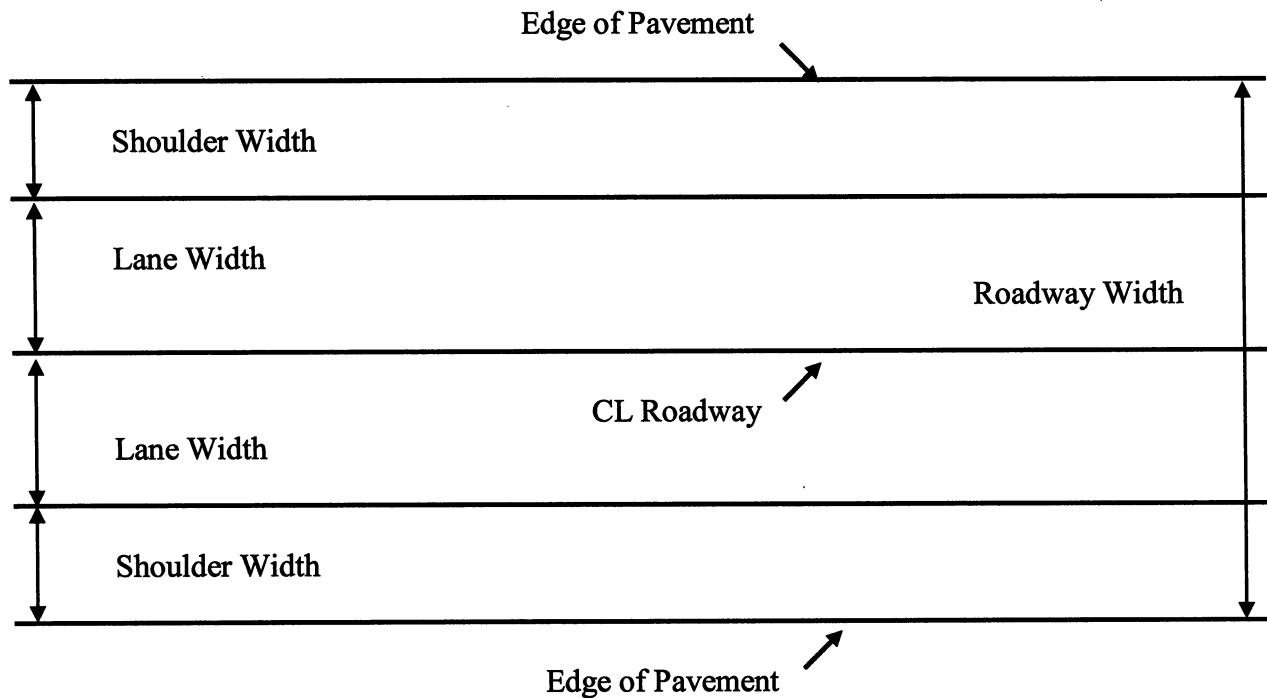 Edge of Pavement
Shoulder Width
Lane Width
Roadway Width
CL Roadway
Lane Width
Shoulder Width
Edge of Pavement